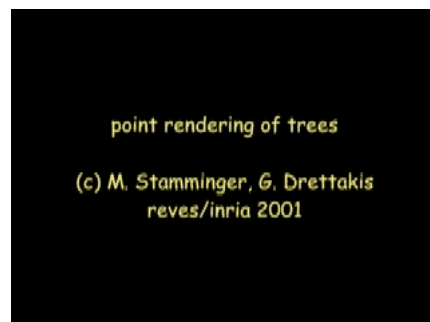 point rendering of trees
(c) M. Stamminger, G. Drettakis
reves/inria 2001